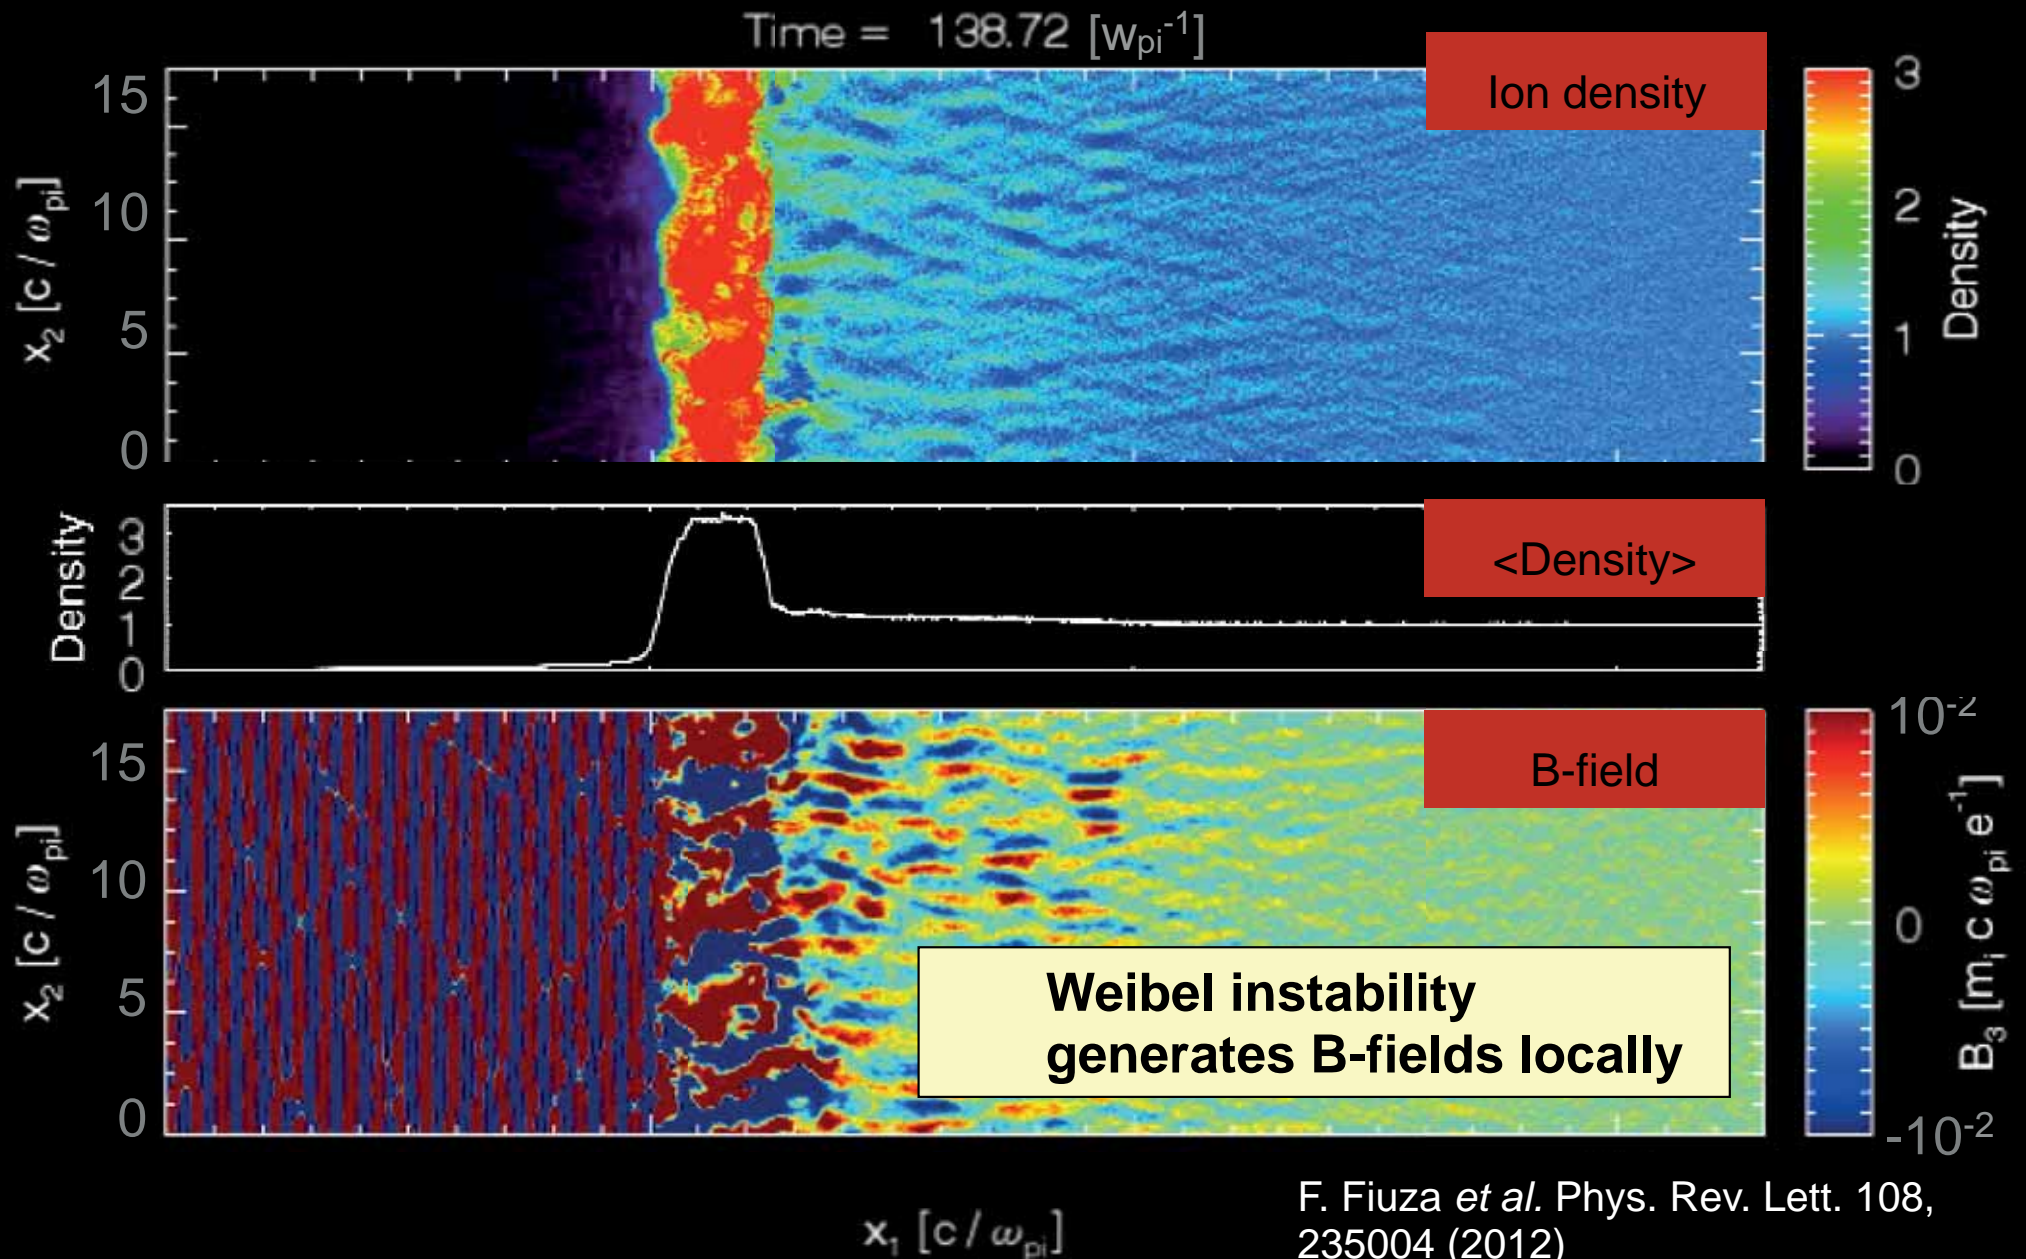 Time = 138.72 [wpi-1]
Ion density
x2 [c / ωpi]
15
10
5
0
3
2
1
0
Density
Density
3
2
1
0
<Density>
x2 [c / ωpi]
15
10
5
0
B-field
Weibel instability
generates B-fields locally
10-2
0
-10-2
B3 [mi c ωpi e-1]
x1 [c / ωpi]
F. Fiuza et al. Phys. Rev. Lett. 108,
235004 (2012)